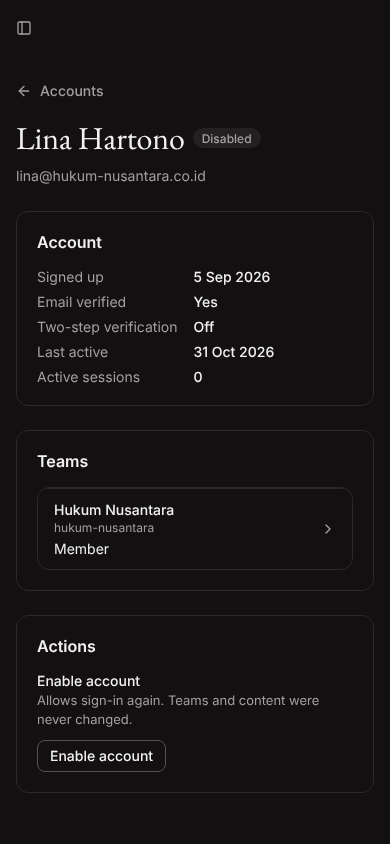 Accounts
Lina Hartono Disabled
lina@hukum-nusantara.co.id
Account
Signed up 5 Sep 2026
Email verified Yes
Two-step verification Off
Last active 31 Oct 2026
Active sessions 0
Teams
Hukum Nusantara
hukum-nusantara
Member
Actions
Enable account
Allows sign-in again. Teams and content were
never changed.
Enable account